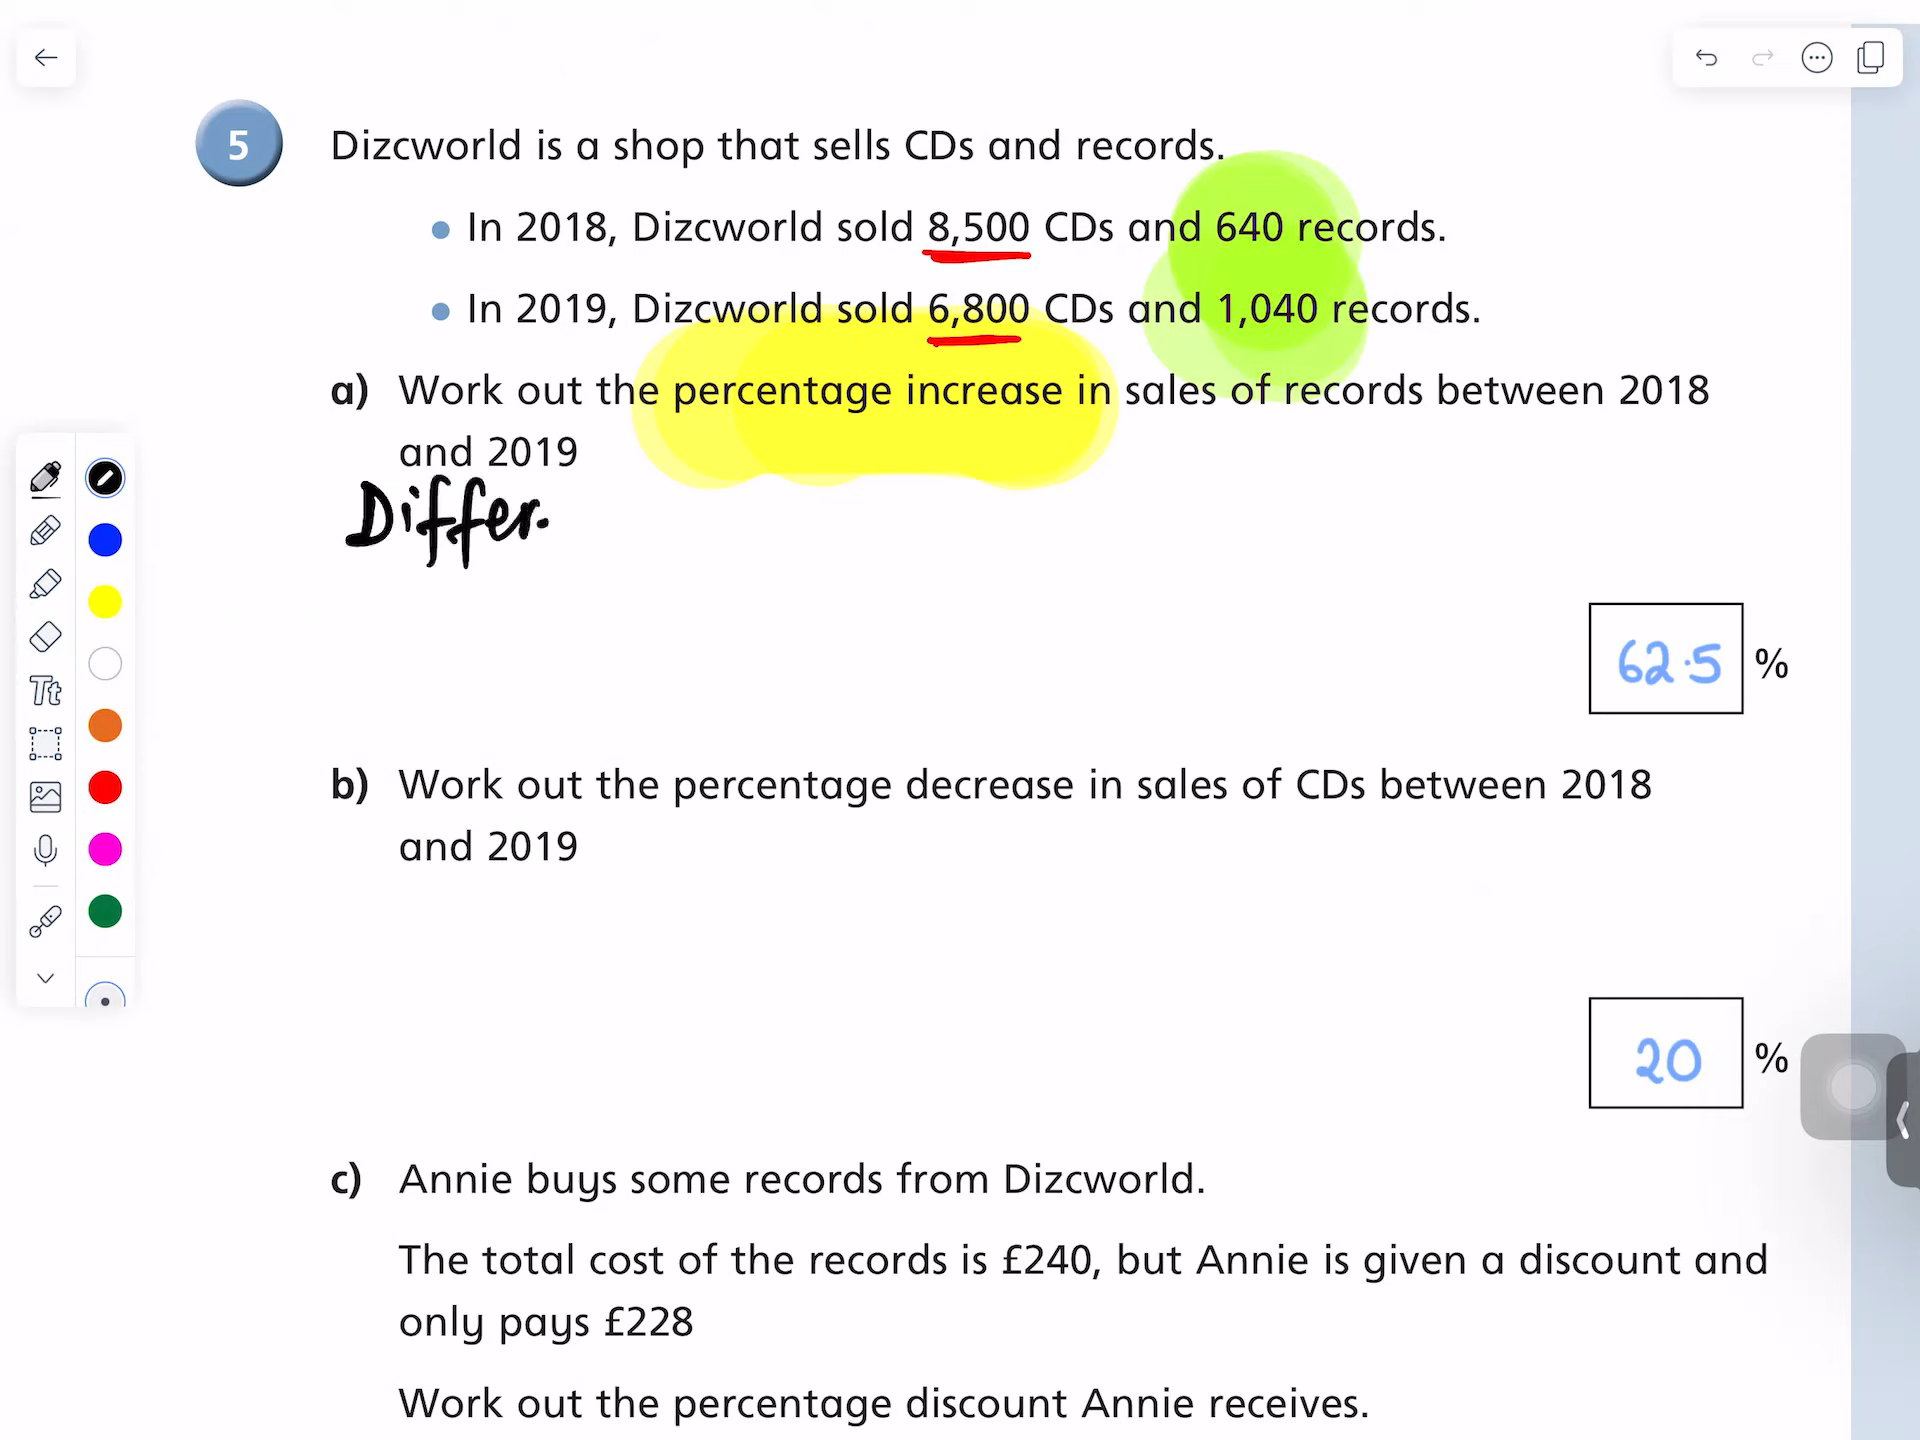 5 Dizcworld is a shop that sells CDs and records.
• In 2018, Dizcworld sold 8,500 CDs and 640 records.
• In 2019, Dizcworld sold 6,800 CDs and 1,040 records.
a) Work out the percentage increase in sales of records between 2018
and 2019
Differ.
62.5 %
b) Work out the percentage decrease in sales of CDs between 2018
and 2019
20 %
c) Annie buys some records from Dizcworld.
The total cost of the records is £240, but Annie is given a discount and
only pays £228
Work out the percentage discount Annie receives.
Tt